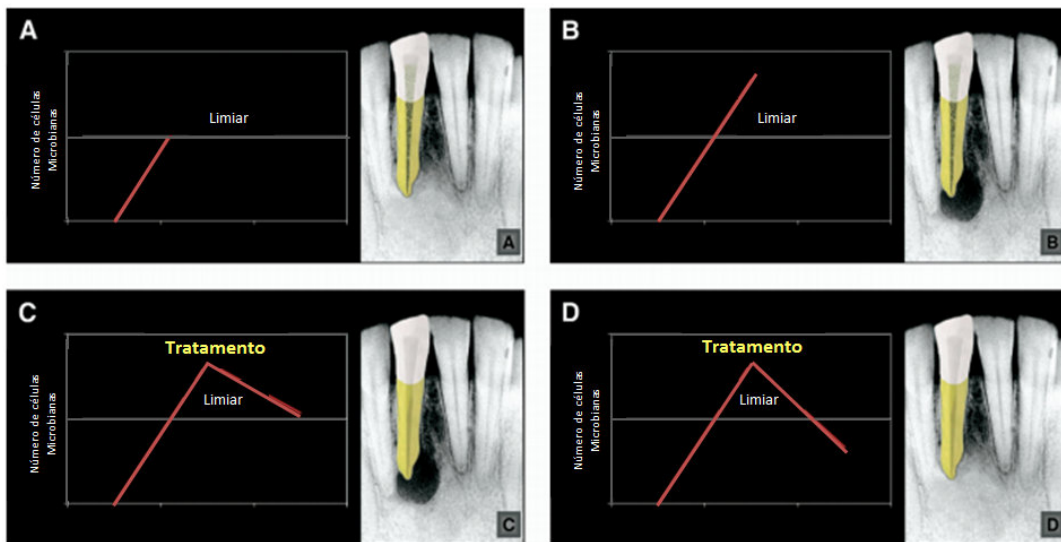 A
Número de células
Microbianas
Limiar
A
B
Número de células
Microbianas
Limiar
B
C
Tratamento
Número de células
Microbianas
Limiar
C
D
Tratamento
Número de células
Microbianas
Limiar
D